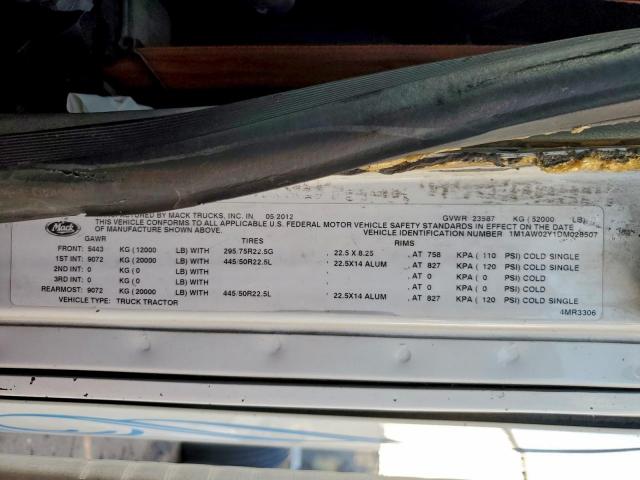 FACTURED BY MACK TRUCKS, INC. IN 05-2012 GVWR 23587 KG ( 52000 LB)
Mack THIS VEHICLE CONFORMS TO ALL APPLICABLE U.S. FEDERAL MOTOR VEHICLE SAFETY STANDARDS IN EFFECT ON THE DATE
OF MANUFACTURE SHOWN ABOVE. VEHICLE IDENTIFICATION NUMBER 1M1AW02Y1DM028507
GAWR TIRES RIMS
FRONT: 5443 KG (12000 LB) WITH 295.75R22.5G 22.5 X 8.25 , AT 758 KPA ( 110 PSI) COLD SINGLE
1ST INT: 9072 KG (20000 LB) WITH 445/50R22.5L 22.5X14 ALUM , AT 827 KPA ( 120 PSI) COLD SINGLE
2ND INT: 0 KG ( 0 LB) WITH , AT 0 KPA ( 0 PSI) COLD
3RD INT: 0 KG ( 0 LB) WITH , AT 0 KPA ( 0 PSI) COLD
REARMOST: 9072 KG (20000 LB) WITH 445/50R22.5L 22.5X14 ALUM , AT 827 KPA ( 120 PSI) COLD SINGLE
VEHICLE TYPE: TRUCK TRACTOR 4MR3306